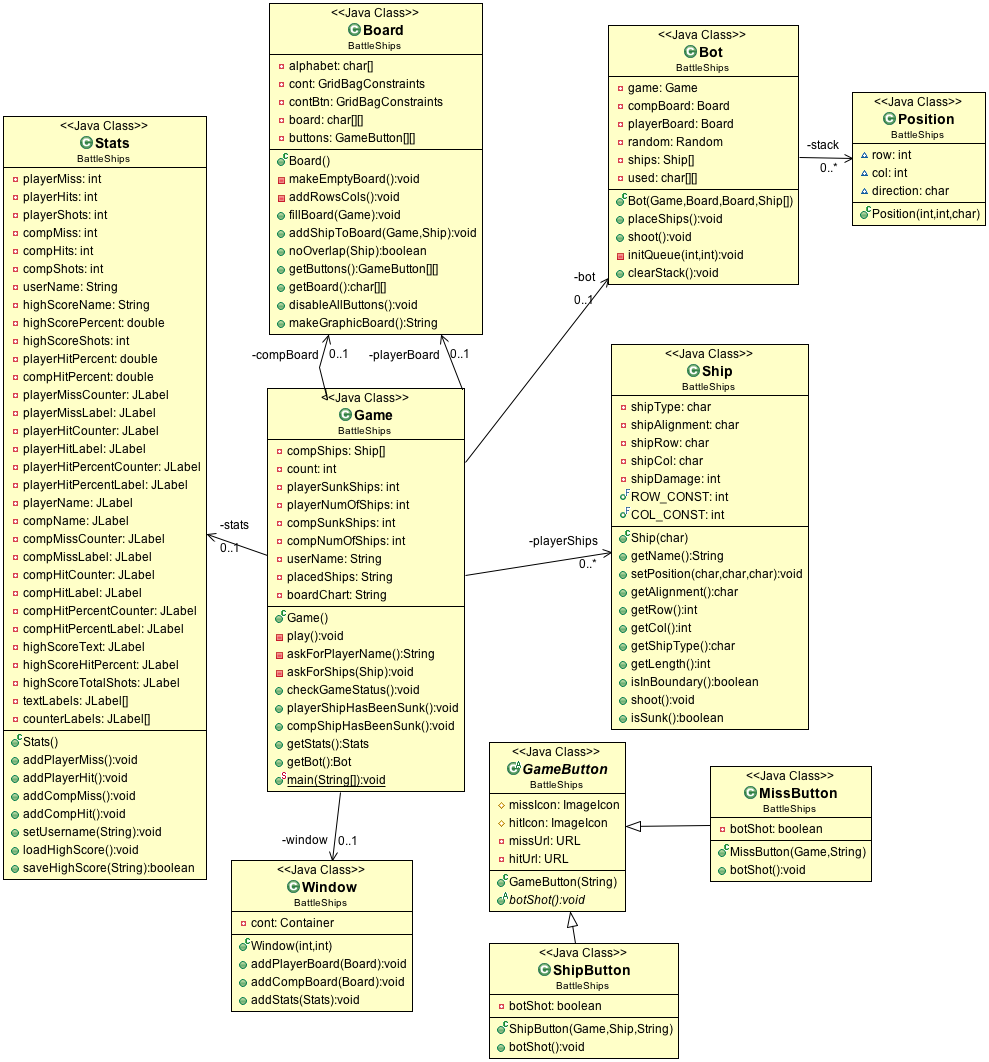 <<Java Class>>
Board
BattleShips
alphabet: char[]
cont: GridBagConstraints
contBtn: GridBagConstraints
board: char[][]
buttons: GameButton[][]
Board()
makeEmptyBoard():void
addRowsCols():void
fillBoard(Game):void
addShipToBoard(Game,Ship):void
noOverlap(Ship):boolean
getButtons():GameButton[][]
getBoard():char[][]
disableAllButtons():void
makeGraphicBoard():String
<<Java Class>>
Bot
BattleShips
game: Game
compBoard: Board
playerBoard: Board
random: Random
ships: Ship[]
used: char[][]
Bot(Game,Board,Board,Ship[])
placeShips():void
shoot():void
initQueue(int,int):void
clearStack():void
-stack
0..*
<<Java Class>>
Position
BattleShips
row: int
col: int
direction: char
Position(int,int,char)
<<Java Class>>
Stats
BattleShips
playerMiss: int
playerHits: int
playerShots: int
compMiss: int
compHits: int
compShots: int
userName: String
highScoreName: String
highScorePercent: double
highScoreShots: int
playerHitPercent: double
compHitPercent: double
playerMissCounter: JLabel
playerMissLabel: JLabel
playerHitCounter: JLabel
playerHitLabel: JLabel
playerHitPercentCounter: JLabel
playerHitPercentLabel: JLabel
playerName: JLabel
compName: JLabel
compMissCounter: JLabel
compMissLabel: JLabel
compHitCounter: JLabel
compHitLabel: JLabel
compHitPercentCounter: JLabel
compHitPercentLabel: JLabel
highScoreText: JLabel
highScoreHitPercent: JLabel
highScoreTotalShots: JLabel
textLabels: JLabel[]
counterLabels: JLabel[]
Stats()
addPlayerMiss():void
addPlayerHit():void
addCompMiss():void
addCompHit():void
setUsername(String):void
loadHighScore():void
saveHighScore(String):boolean
-compBoard
0..1
-playerBoard
0..1
-bot
0..1
-stats
0..1
-playerShips
0..*
-window
0..1
<<Java Class>>
Game
BattleShips
compShips: Ship[]
count: int
playerSunkShips: int
playerNumOfShips: int
compSunkShips: int
compNumOfShips: int
userName: String
placedShips: String
boardChart: String
Game()
play():void
askForPlayerName():String
askForShips(Ship):void
checkGameStatus():void
playerShipHasBeenSunk():void
compShipHasBeenSunk():void
getStats():Stats
getBot():Bot
main(String[]):void
<<Java Class>>
Ship
BattleShips
shipType: char
shipAlignment: char
shipRow: char
shipCol: char
shipDamage: int
ROW_CONST: int
COL_CONST: int
Ship(char)
getName():String
setPosition(char,char,char):void
getAlignment():char
getRow():int
getCol():int
getShipType():char
getLength():int
isInBoundary():boolean
shoot():void
isSunk():boolean
<<Java Class>>
Window
BattleShips
cont: Container
Window(int,int)
addPlayerBoard(Board):void
addCompBoard(Board):void
addStats(Stats):void
<<Java Class>>
GameButton
BattleShips
missIcon: ImageIcon
hitIcon: ImageIcon
missUrl: URL
hitUrl: URL
GameButton(String)
botShot():void
<<Java Class>>
MissButton
BattleShips
botShot: boolean
MissButton(Game,String)
botShot():void
<<Java Class>>
ShipButton
BattleShips
botShot: boolean
ShipButton(Game,Ship,String)
botShot():void